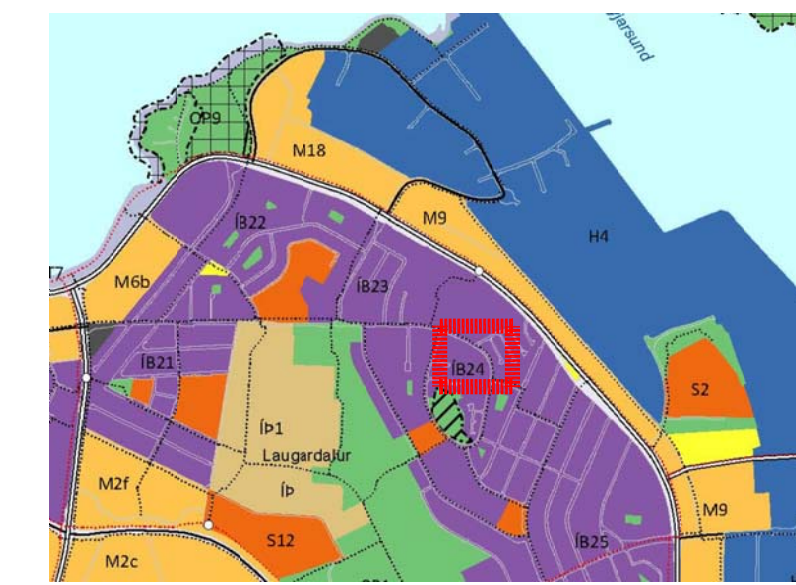 OP9
M18
ÍB22
M9
H4
M6b
ÍB23
ÍB21
ÍB24
S2
ÍÞ1
Laugardalur
M2f
ÍÞ
M9
S12
ÍB25
M2c